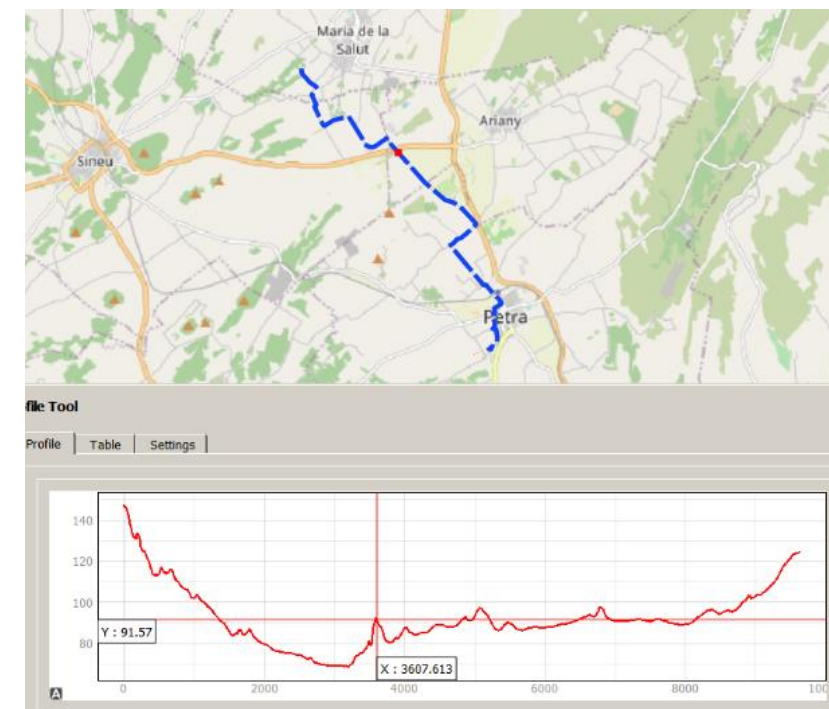 Maria de la
Salut
Ariany
Sineu
Petra
file Tool
Profile Table Settings
140
120
100
80
Y : 91.57
X : 3607.613
0 2000 4000 6000 8000 100
A